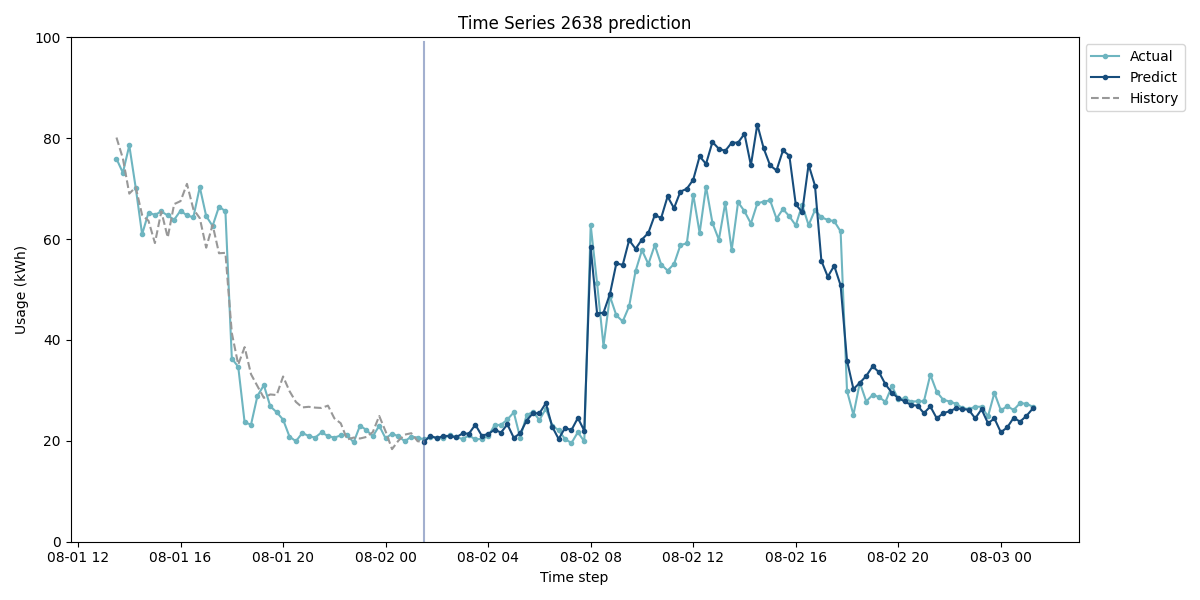 Time Series 2638 prediction
100
80
60
40
20
0
Usage (kWh)
08-01 12
08-01 16
08-01 20
08-02 00
08-02 04
08-02 08
08-02 12
08-02 16
08-02 20
08-03 00
Time step
Actual
Predict
History